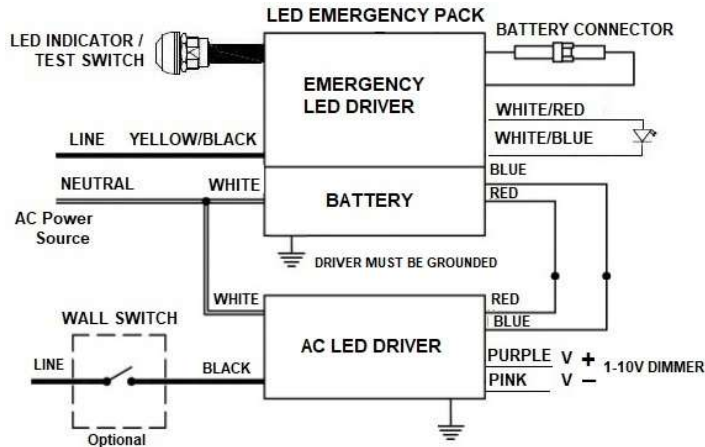 LED EMERGENCY PACK
LED INDICATOR /
TEST SWITCH
BATTERY CONNECTOR
EMERGENCY
LED DRIVER
WHITE/RED
WHITE/BLUE
LINE YELLOW/BLACK
NEUTRAL WHITE
AC Power
Source
BATTERY
BLUE
RED
DRIVER MUST BE GROUNDED
WHITE
RED
BLUE
WALL SWITCH
AC LED DRIVER
LINE
BLACK
PURPLE V +
PINK V −
1-10V DIMMER
Optional